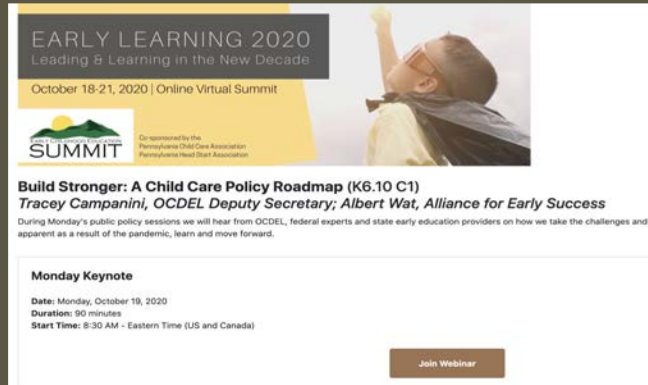 EARLY LEARNING 2020
Leading & Learning in the New Decade
October 18-21, 2020 | Online Virtual Summit
EARLY CHILDHOOD EDUCATION
SUMMIT
Co-sponsored by the
Pennsylvania Child Care Association
Pennsylvania Head Start Association
Build Stronger: A Child Care Policy Roadmap (K6.10 C1)
Tracey Campanini, OCDEL Deputy Secretary; Albert Wat, Alliance for Early Success
During Monday's public policy sessions we will hear from OCDEL, federal experts and state early education providers on how we take the challenges and
apparent as a result of the pandemic, learn and move forward.
Monday Keynote
Date: Monday, October 19, 2020
Duration: 90 minutes
Start Time: 8:30 AM - Eastern Time (US and Canada)
Join Webinar